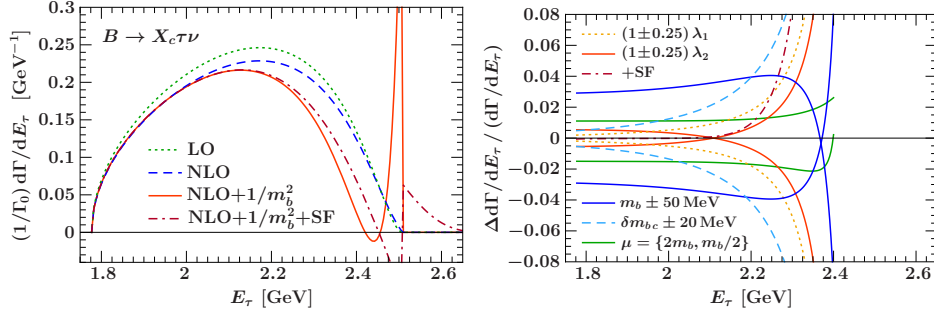 B → X_c τν
(1/Γ_0) dΓ/dE_τ [GeV⁻¹]
0.3
0.25
0.2
0.15
0.1
0.05
0
LO
NLO
NLO+1/m_b²
NLO+1/m_b²+SF
1.8 2 2.2 2.4 2.6
E_τ [GeV]
ΔdΓ/dE_τ / (dΓ/dE_τ)
0.08
0.04
0
−0.04
−0.08
0.02
0.06
−0.02
−0.06
(1±0.25) λ_1
(1±0.25) λ_2
+SF
m_b ± 50 MeV
δm_bc ± 20 MeV
μ = {2m_b, m_b/2}
1.8 2 2.2 2.4 2.6
E_τ [GeV]